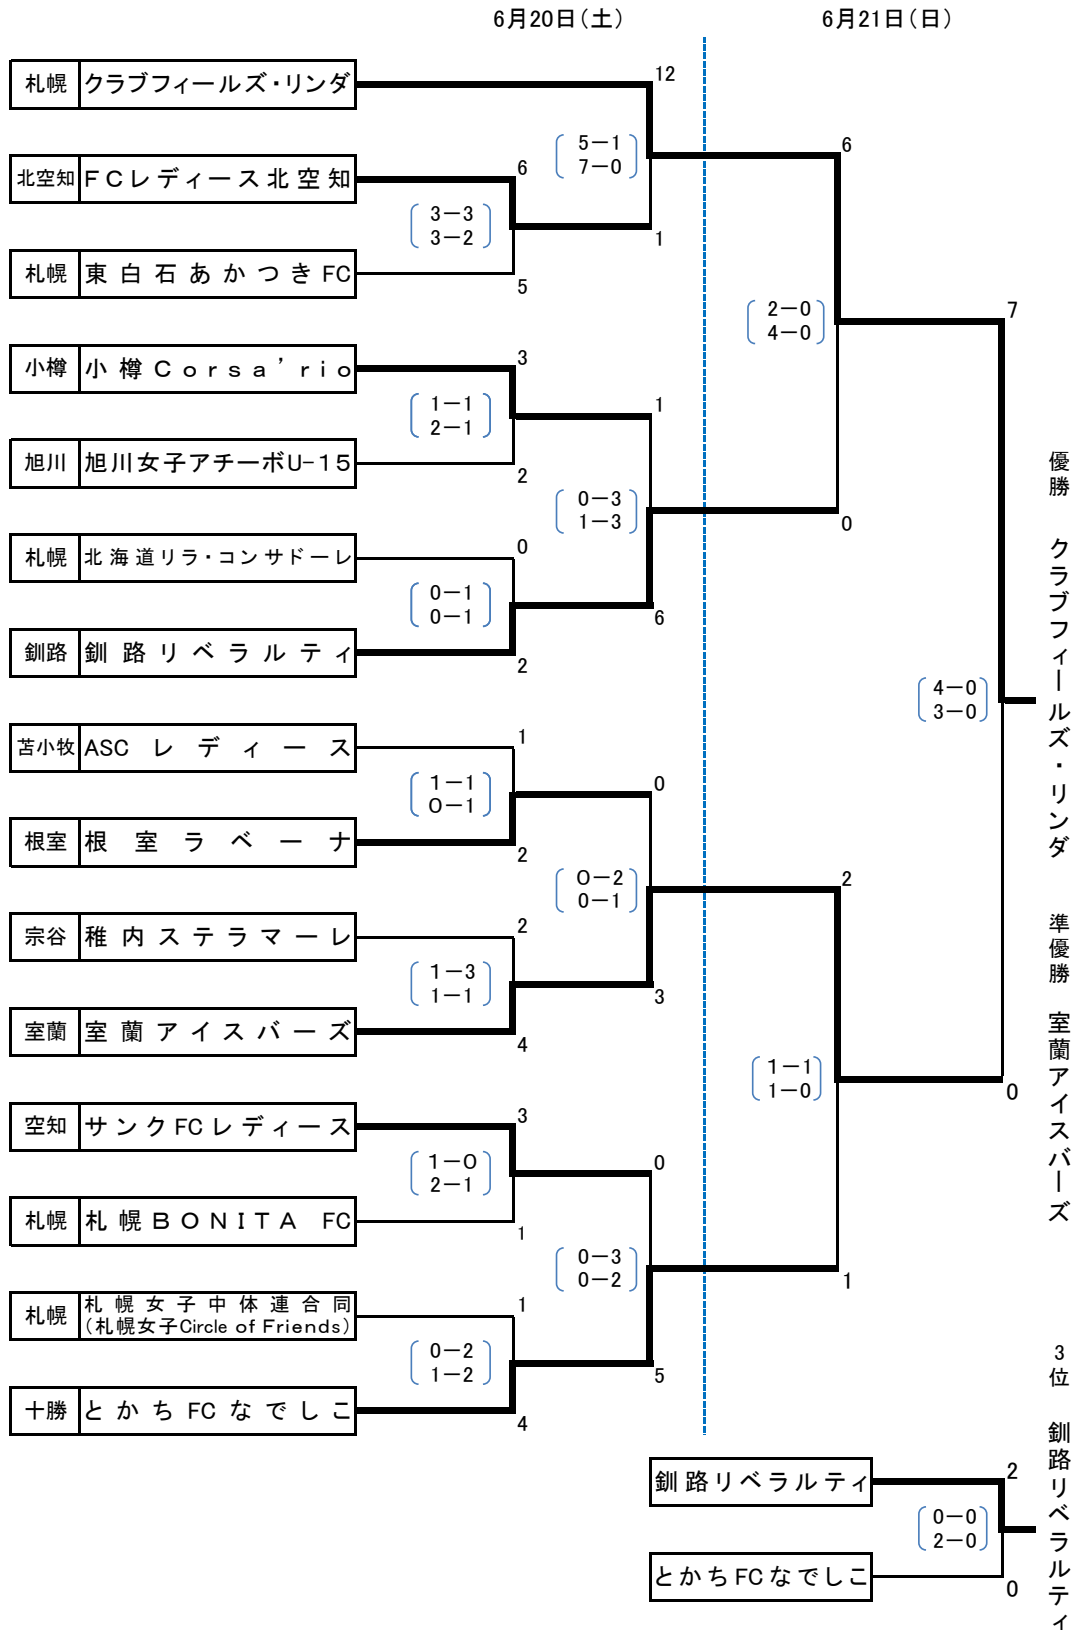 6月20日（土）
6月21日（日）
札幌 クラブフィールズ・リンダ
12
5－1
7－0
6
北空知 ＦＣレディース北空知
6
3－3
3－2
1
札幌 東白石あかつきFC
5
2－0
4－0
7
小樽 小樽Ｃｏｒｓａ’ｒｉｏ
3
1－1
2－1
1
旭川 旭川女子アチーボU-15
2
0－3
1－3
0
札幌 北海道リラ・コンサドーレ
0
0－1
0－1
6
釧路 釧路リベラルティ
2
4－0
3－0
苫小牧 ASCレディース
1
1－1
0－1
0
根室 根室ラベーナ
2
0－2
0－1
2
宗谷 稚内ステラマーレ
2
1－3
1－1
3
室蘭 室蘭アイスバーズ
4
1－1
1－0
0
空知 サンクFCレディース
3
1－0
2－1
0
札幌 札幌ＢＯＮＩＴＡ FC
1
0－3
0－2
1
札幌 札幌女子中体連合同
（札幌女子Circle of Friends）
1
0－2
1－2
5
十勝 とかちFCなでしこ
4
優勝 クラブフィールズ・リンダ
準優勝 室蘭アイスバーズ
3位 釧路リベラルティ
釧路リベラルティ
2
0－0
2－0
とかちFCなでしこ
0